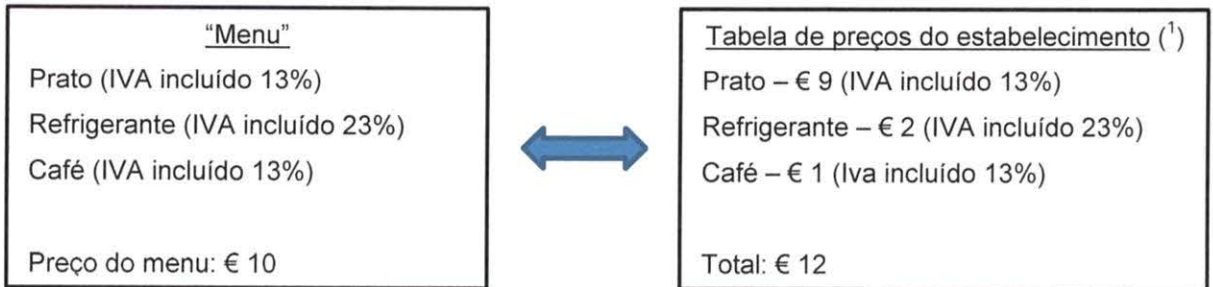 “Menu”
Prato (IVA incluído 13%)
Refrigerante (IVA incluído 23%)
Café (IVA incluído 13%)
Preço do menu: € 10
Tabela de preços do estabelecimento (¹)
Prato – € 9 (IVA incluído 13%)
Refrigerante – € 2 (IVA incluído 23%)
Café – € 1 (Iva incluído 13%)
Total: € 12